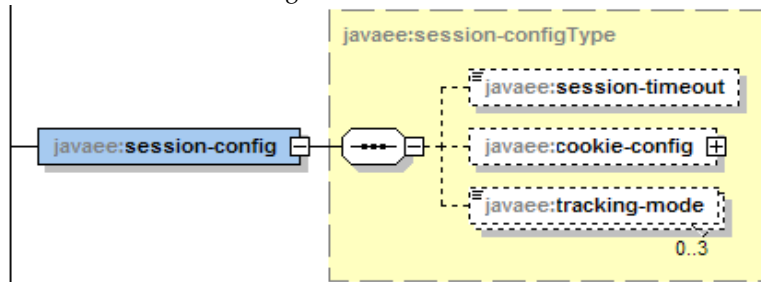 javaee:session-configType
javaee:session-timeout
javaee:session-config
javaee:cookie-config
javaee:tracking-mode
0..3